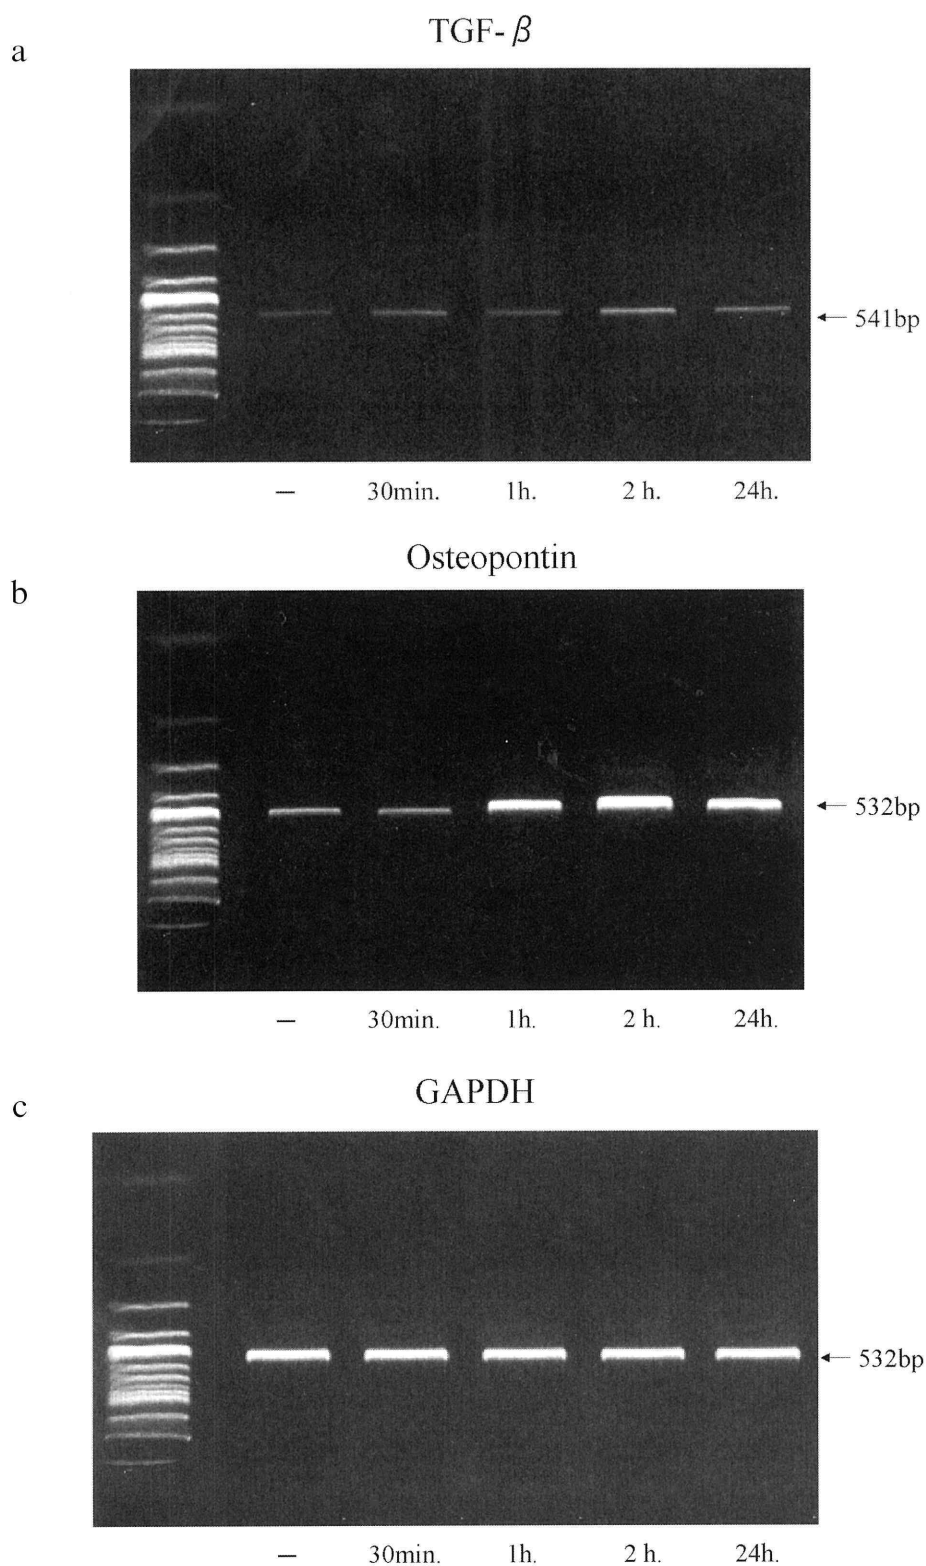 a
TGF-β
← 541bp
— 30min. 1h. 2 h. 24h.
b
Osteopontin
← 532bp
— 30min. 1h. 2 h. 24h.
c
GAPDH
← 532bp
— 30min. 1h. 2 h. 24h.